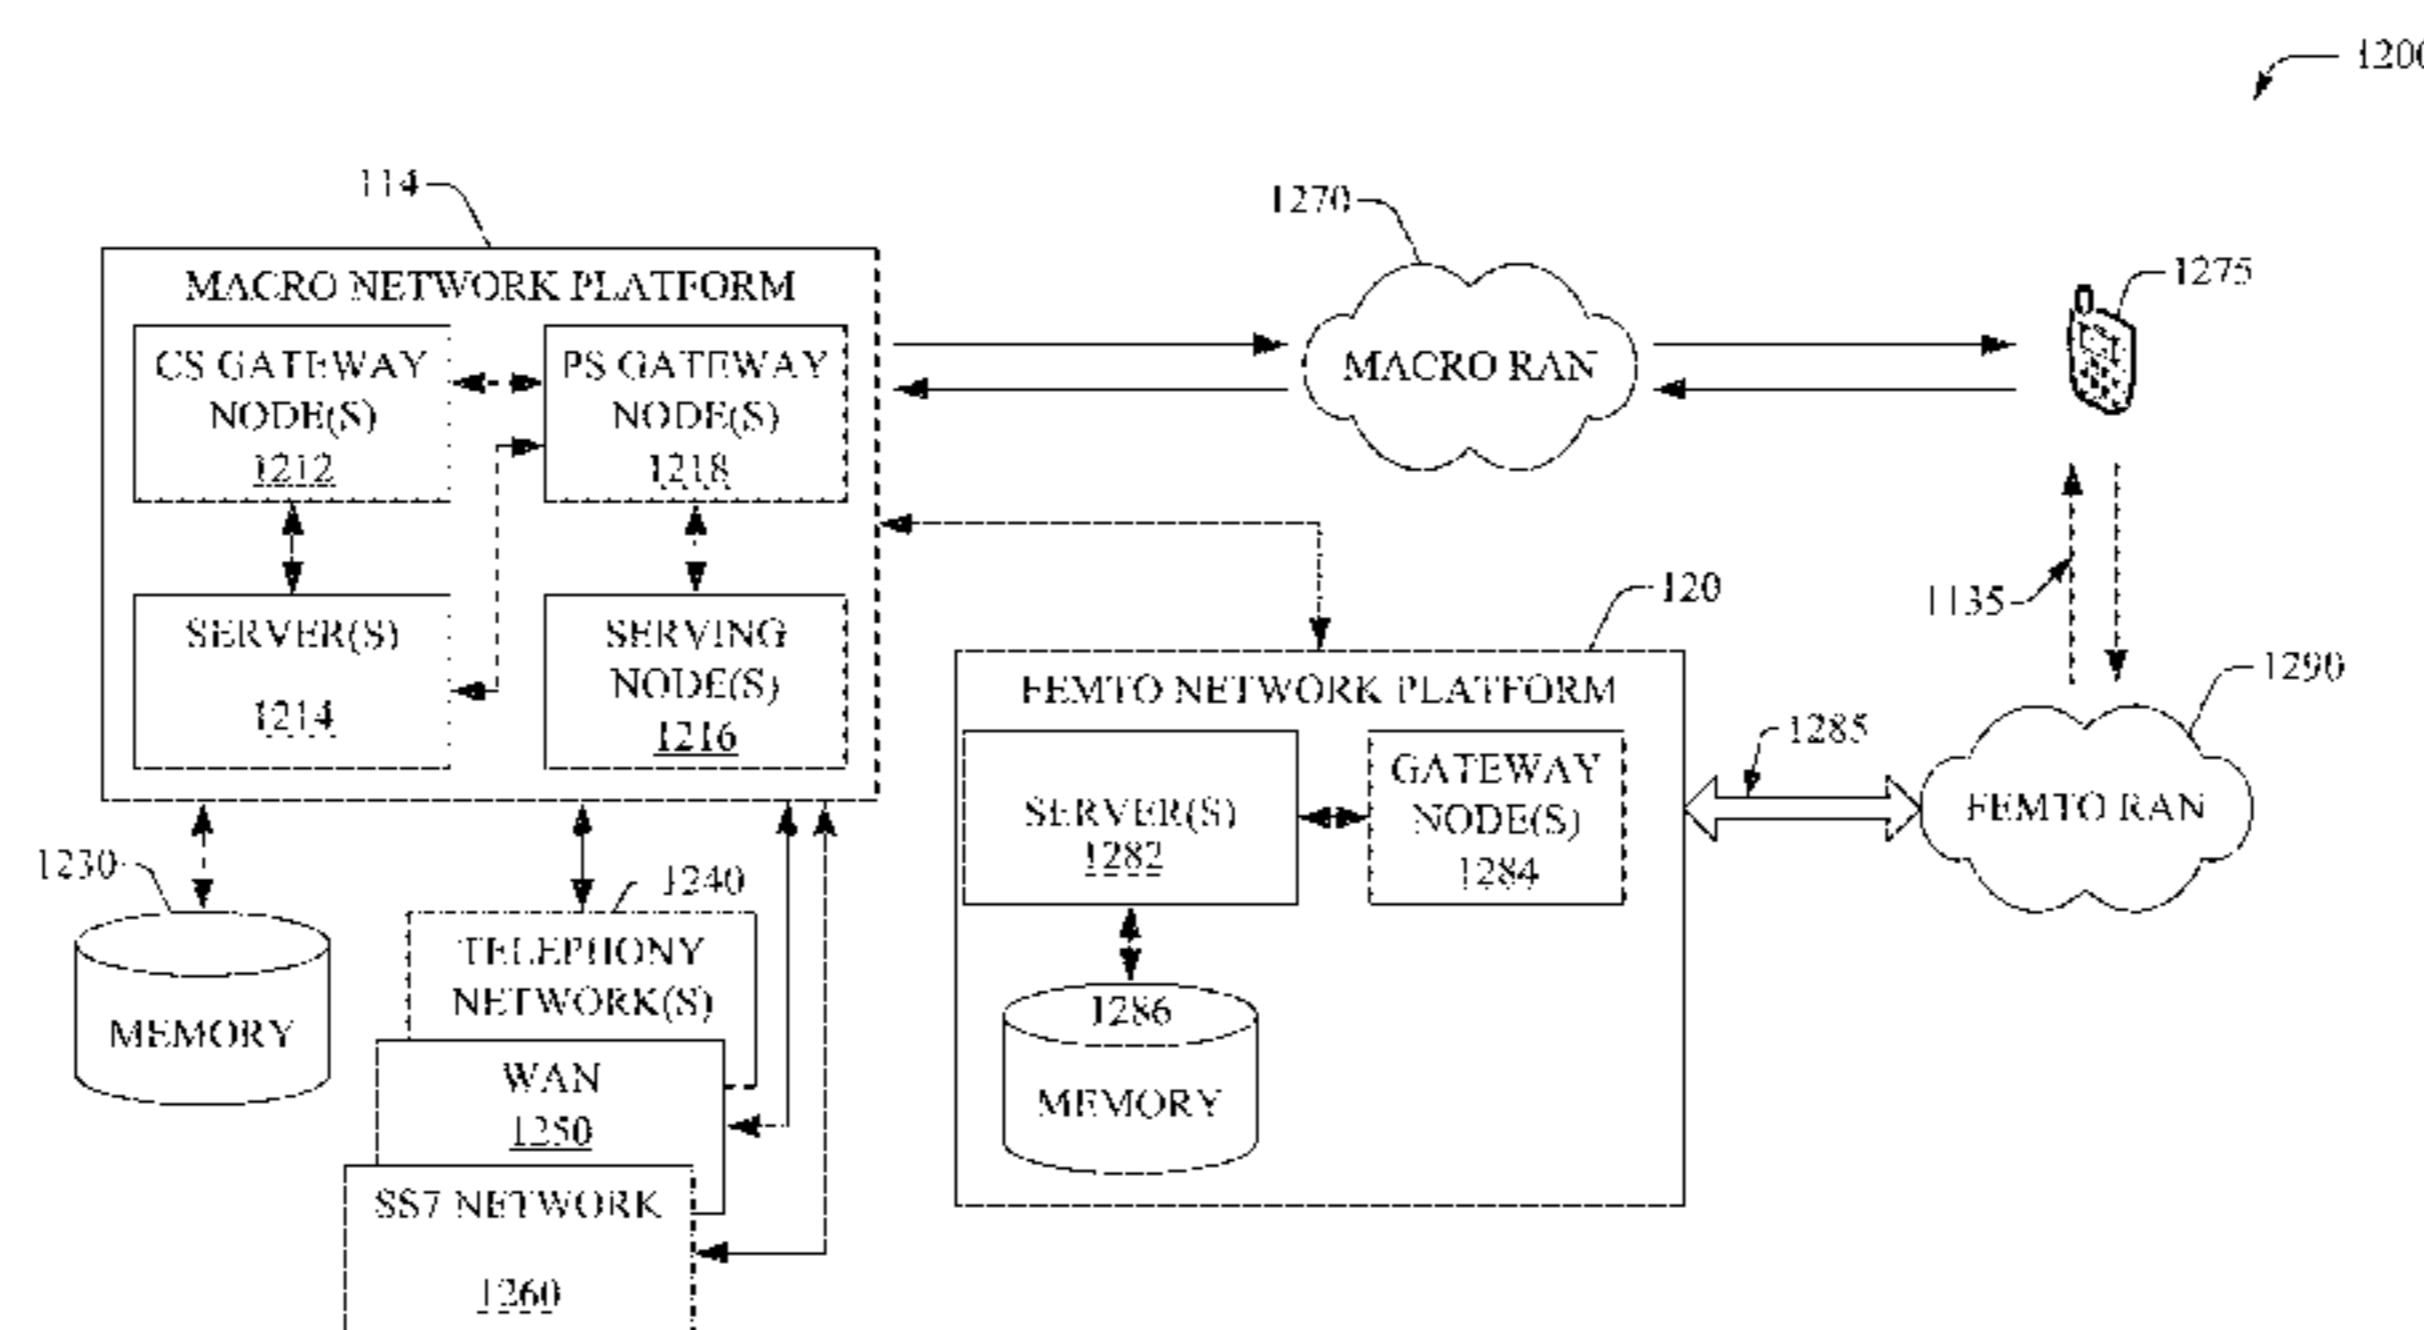 1200
114
1270
1275
MACRO NETWORK PLATFORM
CS GATEWAY
NODE(S)
1212
PS GATEWAY
NODE(S)
1218
MACRO RAN
SERVER(S)
1214
SERVING
NODE(S)
1216
120
1135
1290
FEMTO NETWORK PLATFORM
SERVER(S)
1282
GATEWAY
NODE(S)
1284
1285
FEMTO RAN
1230
MEMORY
1240
TELEPHONY
NETWORK(S)
WAN
1250
SS7 NETWORK
1260
1286
MEMORY